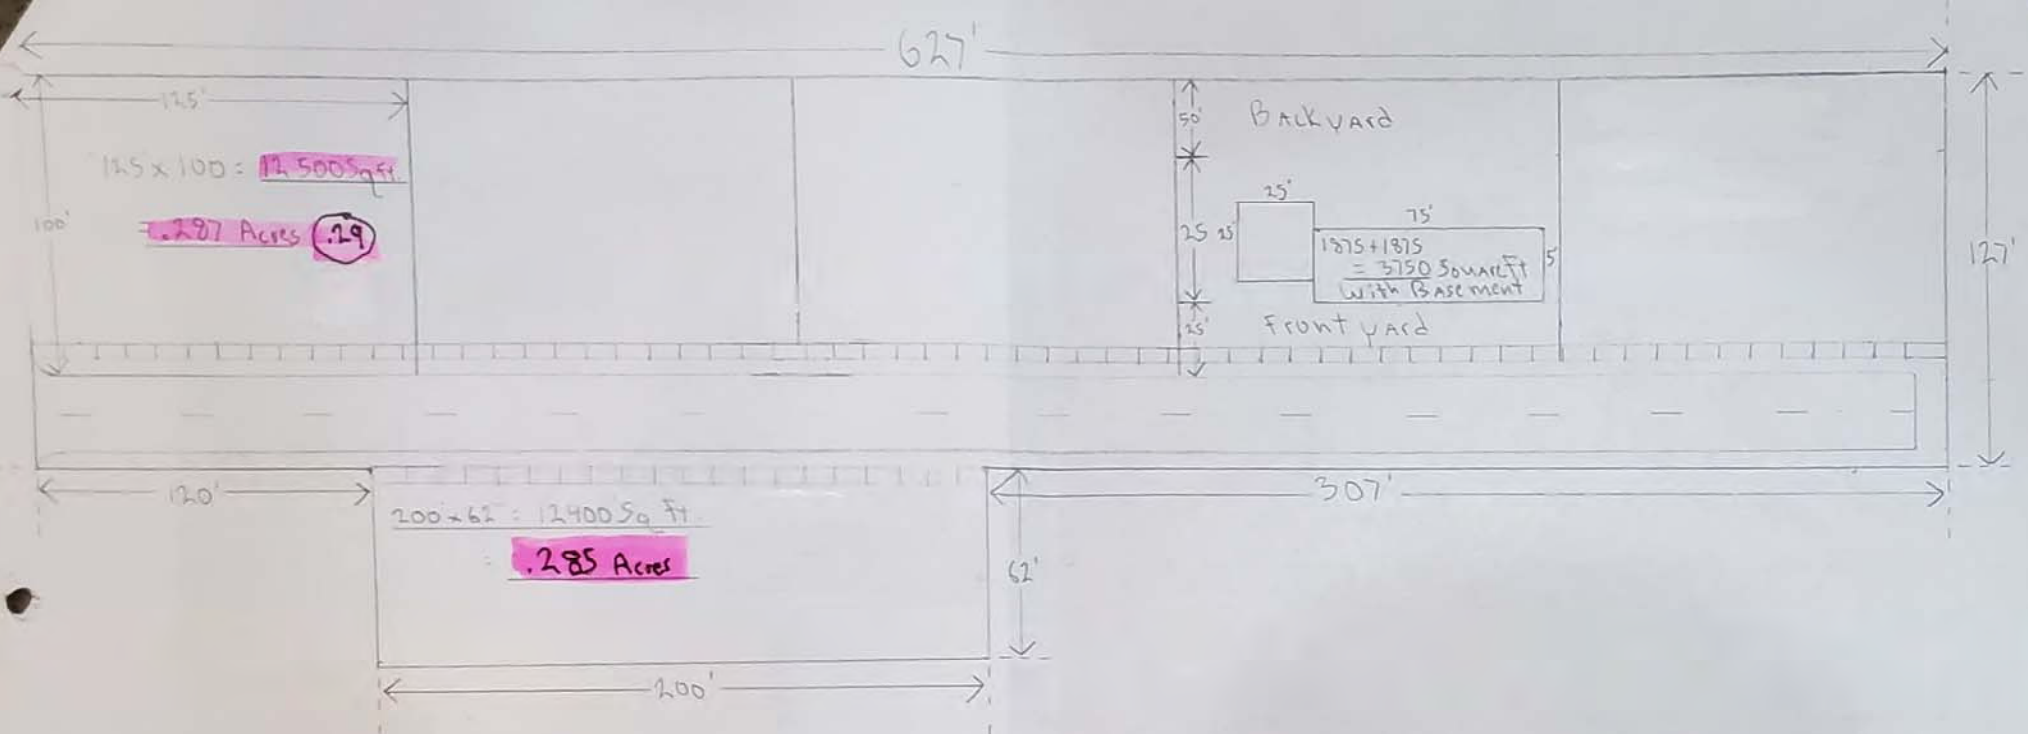 627'
125'
125 x 100 = 12 500 Sq ft.
= .287 Acres .29
100'
50'
Backyard
25'
75'
25
25'
1875 + 1875
= 3750 Square Ft
With Basement
5'
25'
Front yard
127'
120'
307'
200 x 62 = 12400 Sq Ft.
= .285 Acres
62'
200'